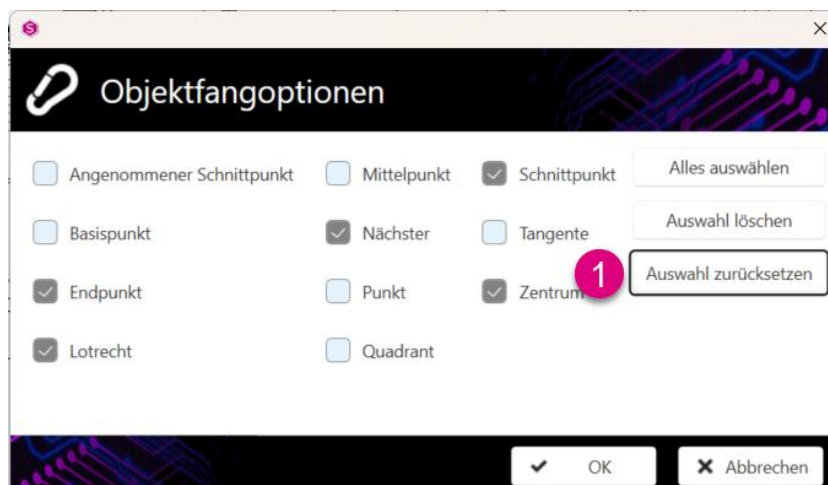 Objektfangoptionen
Angenommener Schnittpunkt
Mittelpunkt
Schnittpunkt
Alles auswählen
Basispunkt
Nächster
Tangente
Auswahl löschen
Endpunkt
Punkt
Zentrum
1
Auswahl zurücksetzen
Lotrecht
Quadrant
OK
Abbrechen